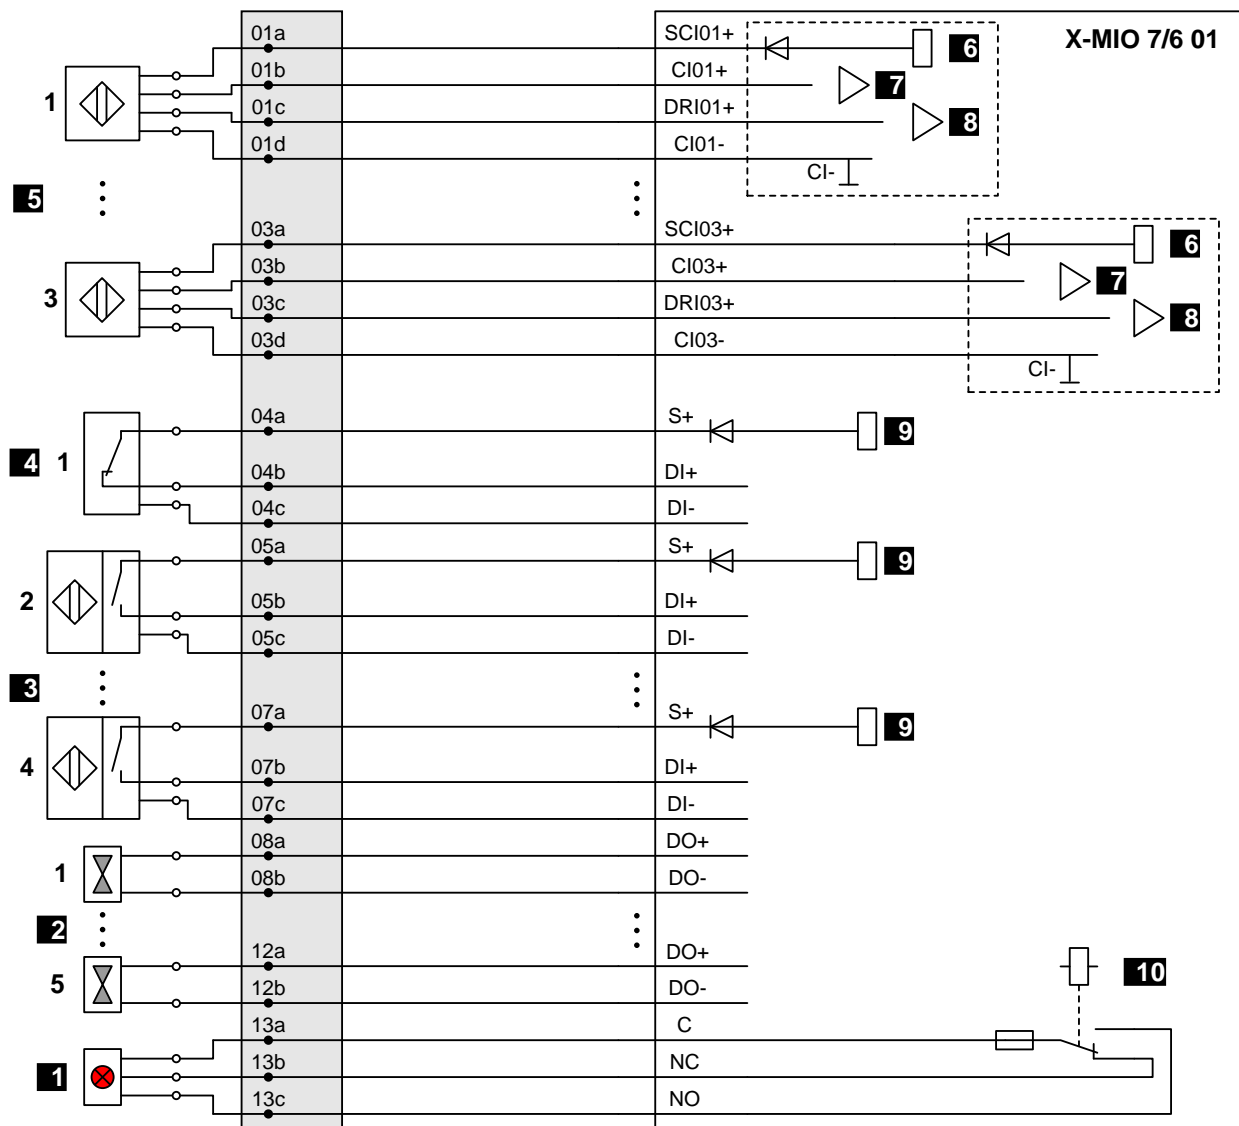 01a SCI01+ X-MIO 7/6 01
6
01b CI01+
7
1 01c DRI01+
8
01d CI01-
CI-
5
03a SCI03+
6
03b CI03+
7
3 03c DRI03+
8
03d CI03-
CI-
04a S+ 9
4 1 04b DI+
04c DI-
05a S+ 9
2 05b DI+
05c DI-
3
07a S+ 9
4 07b DI+
07c DI-
08a DO+
1 08b DO-
2
12a DO+
10
5 12b DO-
13a C
1 13b NC
13c NO